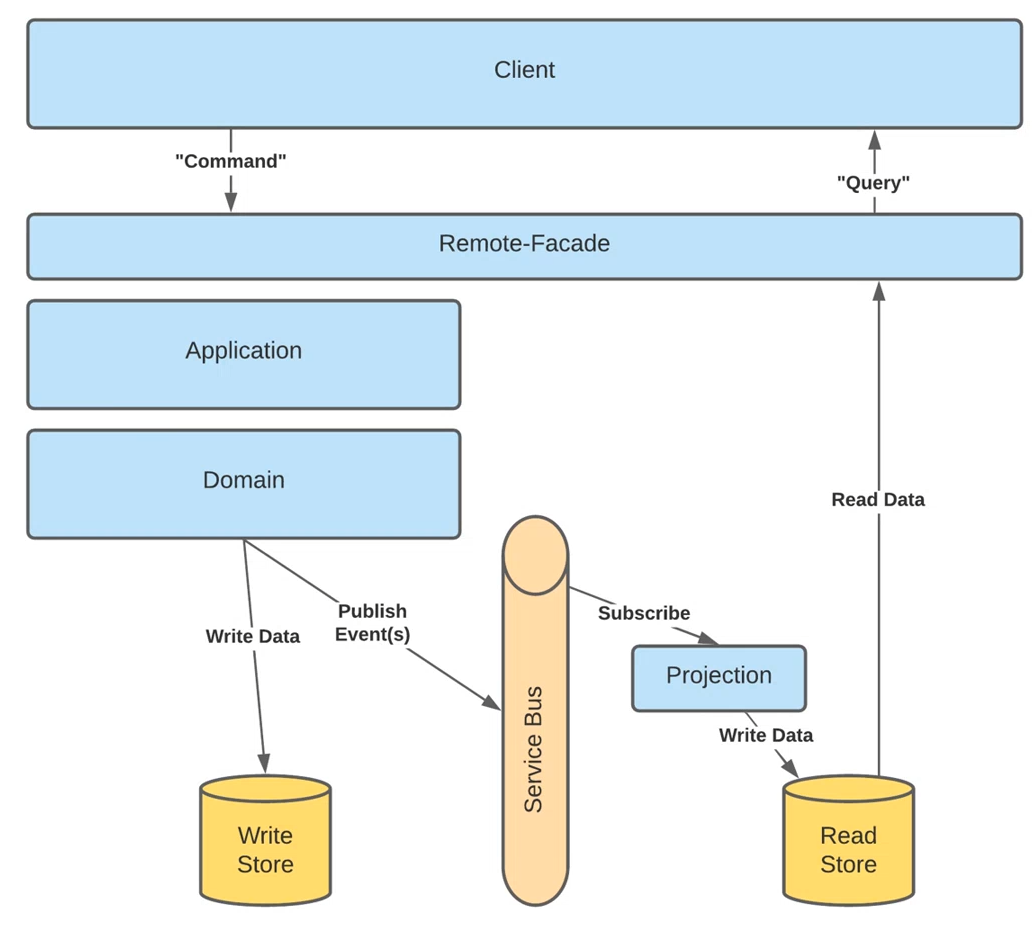 Client
"Command"
"Query"
Remote-Facade
Application
Domain
Read Data
Publish
Event(s)
Subscribe
Write Data
Projection
Write Data
Service Bus
Write
Store
Read
Store